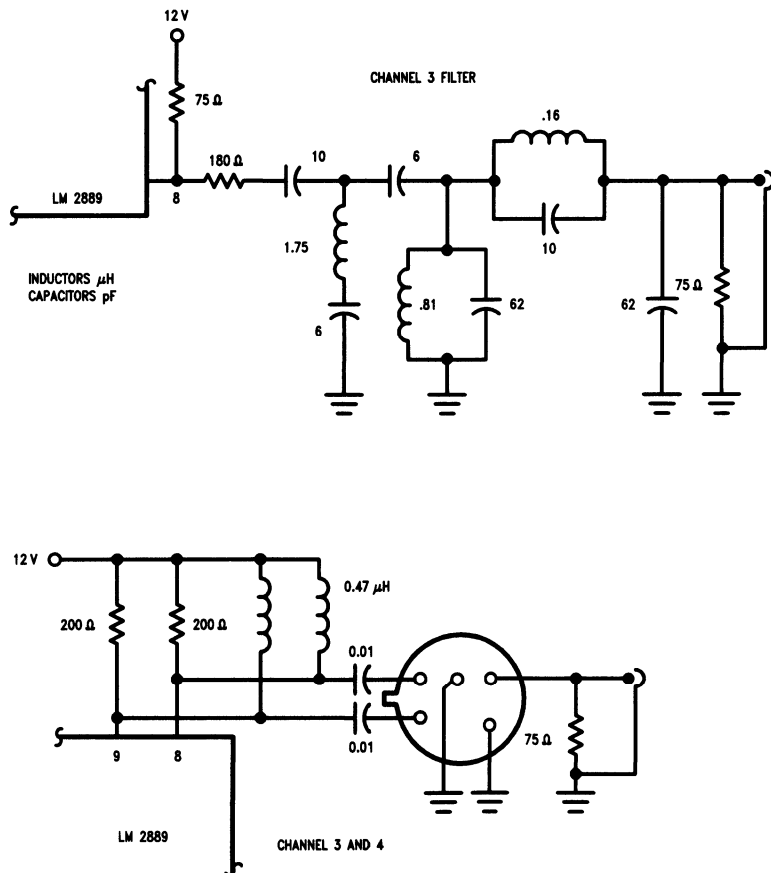 12 V
CHANNEL 3 FILTER
75 Ω
.16
180 Ω
10
6
LM 2889
8
1.75
10
INDUCTORS μH
CAPACITORS pF
6
.81
62
62
75 Ω
12 V
0.47 μH
200 Ω
200 Ω
0.01
0.01
75 Ω
9
8
LM 2889
CHANNEL 3 AND 4